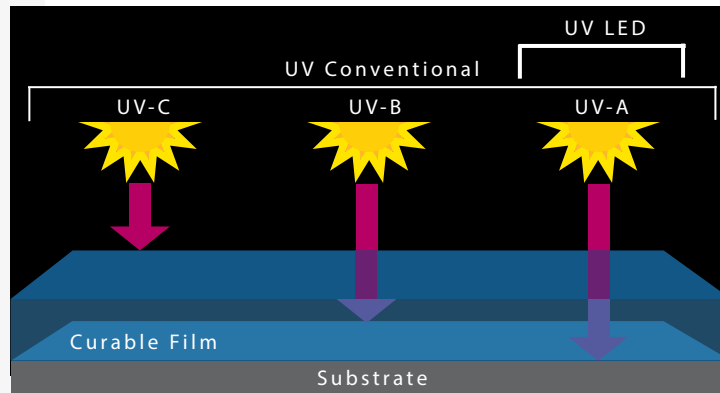 UV LED
UV Conventional
UV-C UV-B UV-A
Curable Film
Substrate